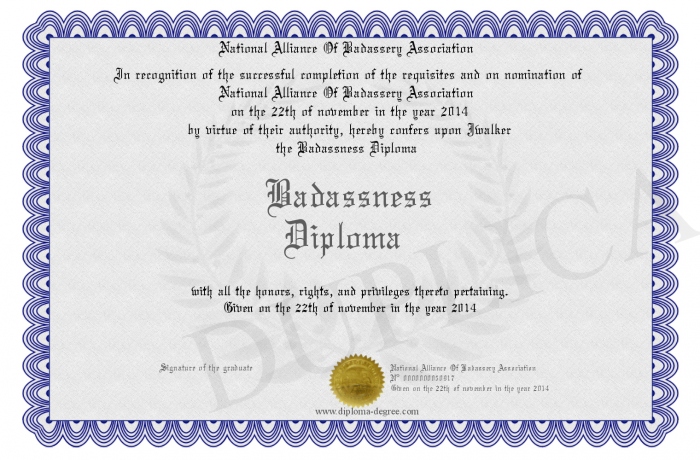 National Alliance Of Badassery Association
In recognition of the successful completion of the requisites and on nomination of
National Alliance Of Badassery Association
on the 22th of november in the year 2014
by virtue of their authority, hereby confers upon Jwalker
the Badassness Diploma
Badassness
Diploma
with all the honors, rights, and privileges thereto pertaining.
Given on the 22th of november in the year 2014
DUPLICA
Signature of the graduate
National Alliance Of Badassery Association
Given on the 22th of november in the year 2014
www.diploma-degree.com